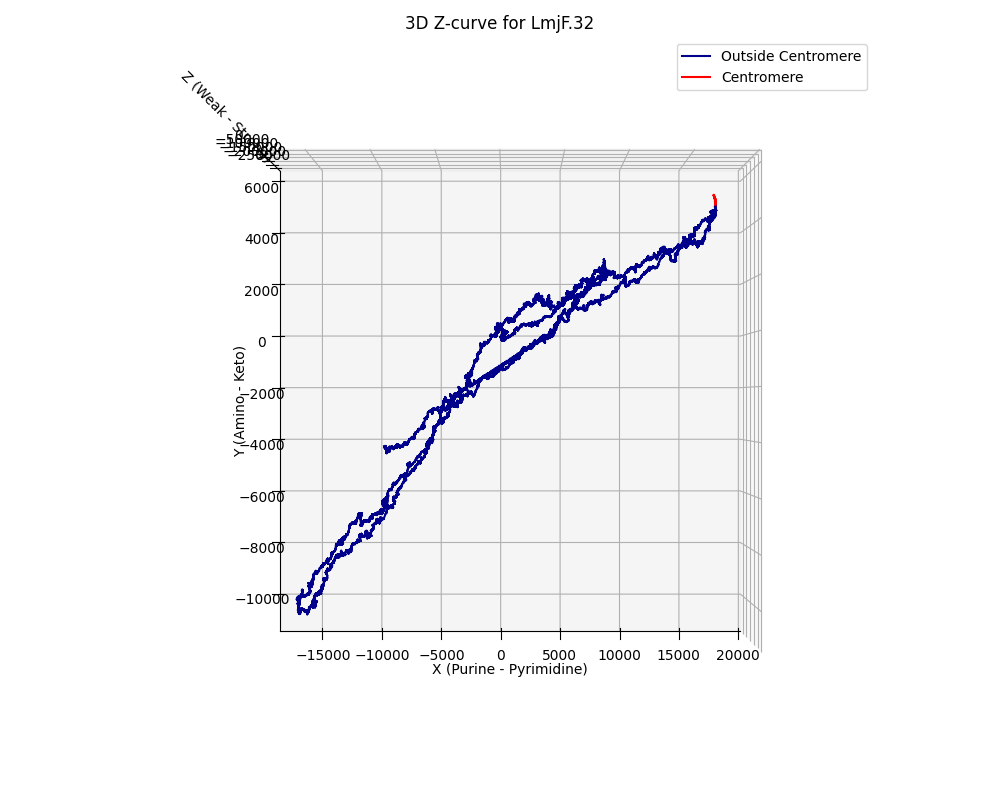 3D Z-curve for LmjF.32
Outside Centromere
Centromere
Z (Weak - St
6000
4000
2000
0
−2000
−4000
−6000
−8000
−10000
Y (Amino - Keto)
−15000 −10000 −5000 0 5000 10000 15000 20000
X (Purine - Pyrimidine)